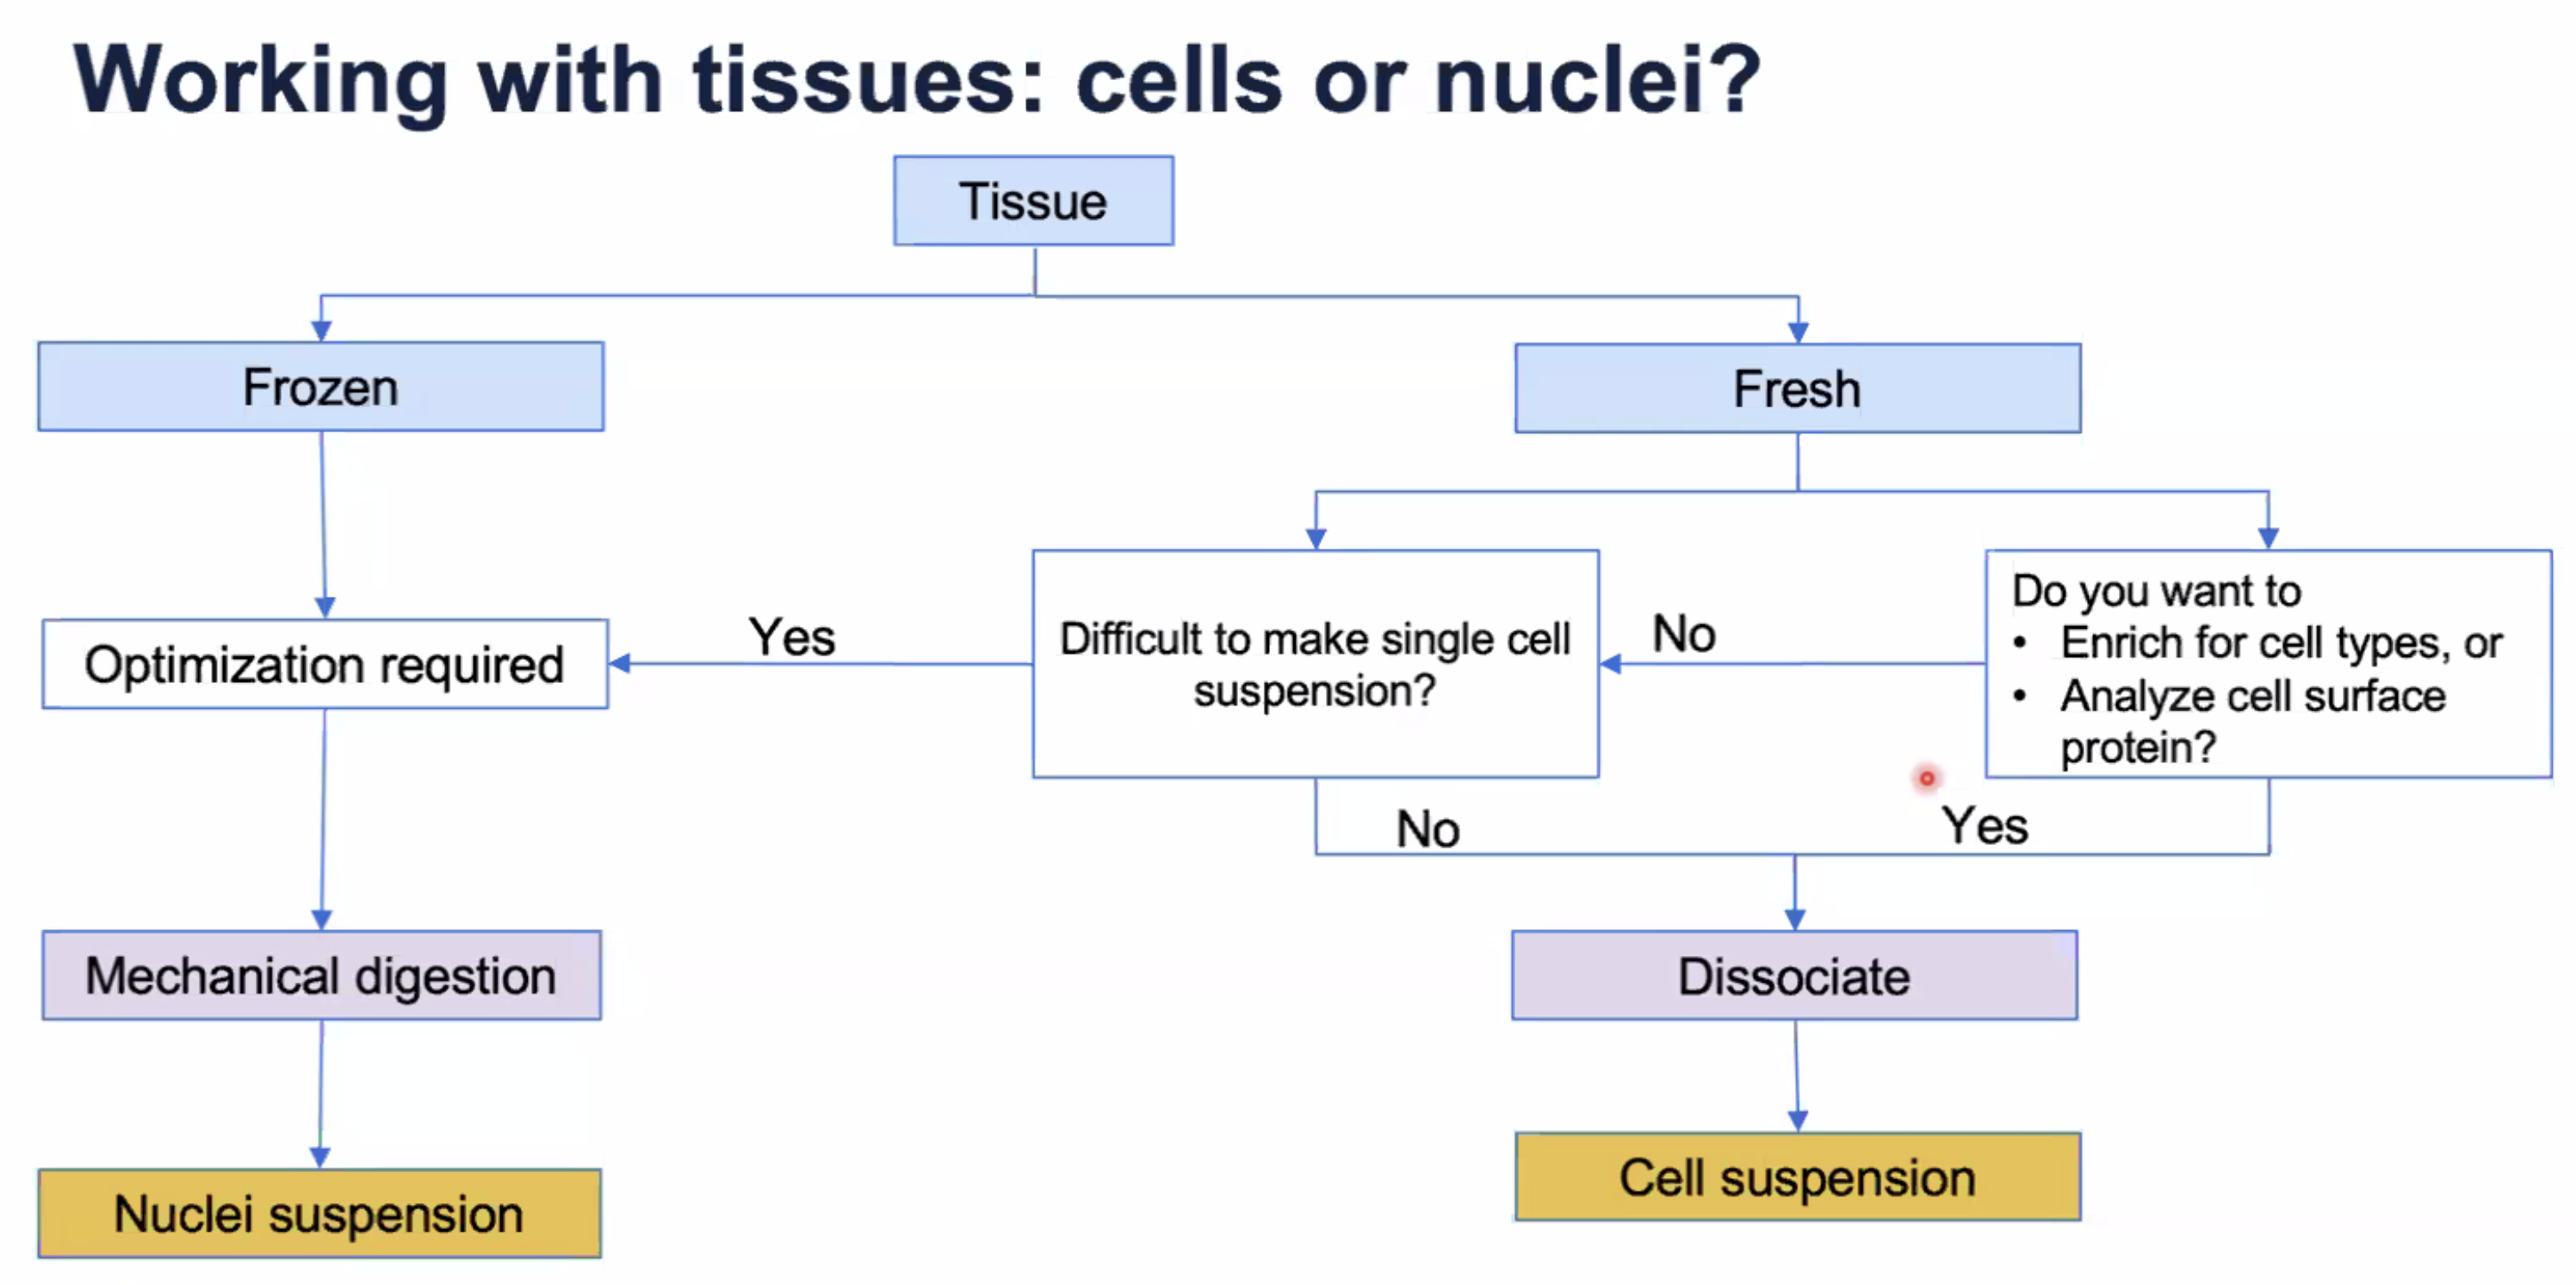 Working with tissues: cells or nuclei?
Tissue
Frozen
Fresh
Optimization required
Yes
Difficult to make single cell
suspension?
No
Do you want to
• Enrich for cell types, or
• Analyze cell surface
protein?
No
Yes
Mechanical digestion
Dissociate
Nuclei suspension
Cell suspension